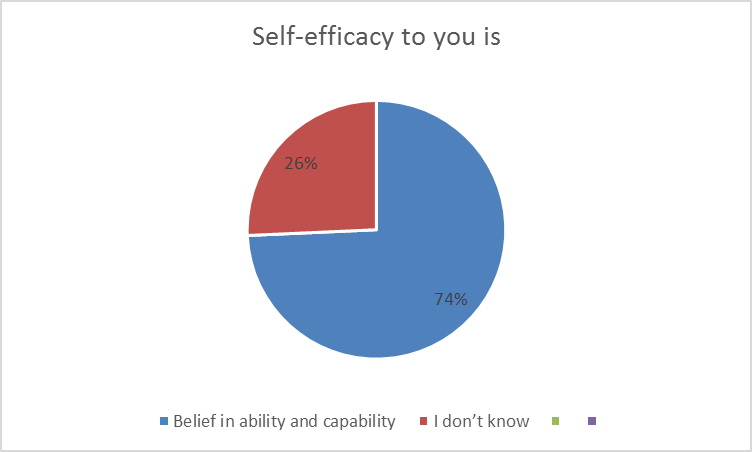 Self-efficacy to you is
26%
74%
Belief in ability and capability I don’t know